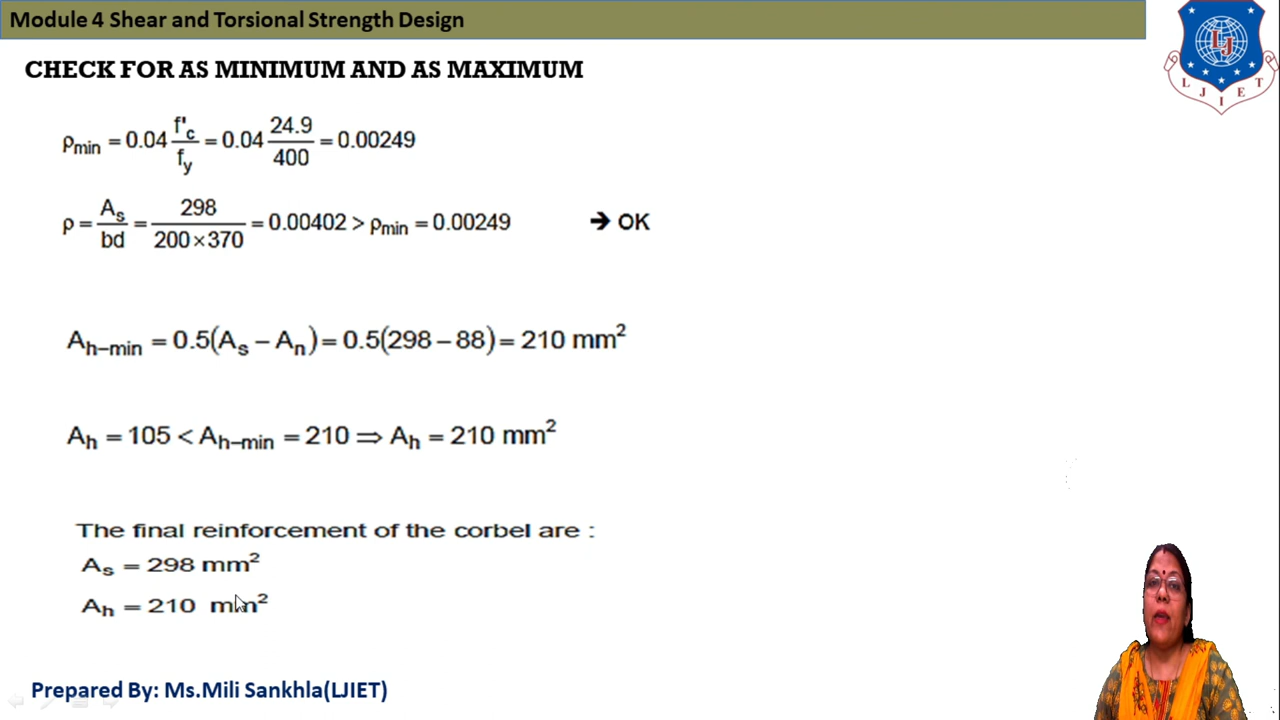 Module 4 Shear and Torsional Strength Design
LJ
L J I E T
CHECK FOR AS MINIMUM AND AS MAXIMUM
ρmin = 0.04 f'c/fy = 0.04 24.9/400 = 0.00249
ρ = As/bd = 298/200×370 = 0.00402 > ρmin = 0.00249 ➔ OK
Ah−min = 0.5(As − An) = 0.5(298 − 88) = 210 mm²
Ah = 105 < Ah−min = 210 ⇒ Ah = 210 mm²
The final reinforcement of the corbel are :
As = 298 mm²
Ah = 210 mm²
Prepared By: Ms.Mili Sankhla(LJIET)